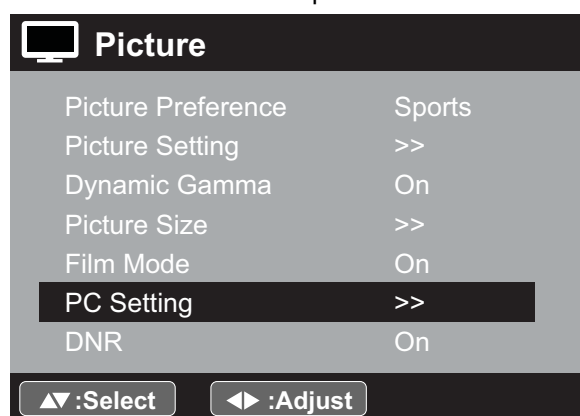 Picture
Picture Preference Sports
Picture Setting >>
Dynamic Gamma On
Picture Size >>
Film Mode On
PC Setting >>
DNR On
▲▼:Select ◀▶ :Adjust